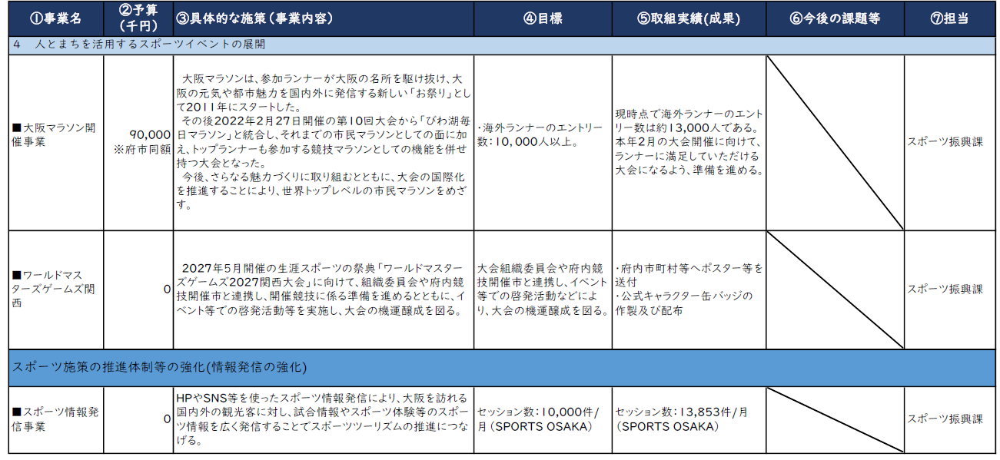 ①事業名
②予算
(千円)
③具体的な施策（事業内容）
④目標
⑤取組実績(成果)
⑥今後の課題等
⑦担当
４　人とまちを活用するスポーツイベントの展開
■大阪マラソン開
催事業
90,000
※府市同額
大阪マラソンは、参加ランナーが大阪の名所を駆け抜け、大
阪の元気や都市魅力を国内外に発信する新しい「お祭り」とし
て2011年にスタートした。
その後2022年2月27日開催の第10回大会から「びわ湖毎
日マラソン」と統合し、それまでの市民マラソンとしての面に加
え、トップランナーも参加する競技マラソンとしての機能を併せ
持つ大会となった。
今後、さらなる魅力づくりに取り組むとともに、大会の国際化
を推進することにより、世界トップレベルの市民マラソンをめざ
す。
・海外ランナーのエントリー
数：10,000人以上。
現時点で海外ランナーのエント
リー数は約13,000人である。
本年2月の大会開催に向けて、
ランナーに満足していただける
大会になるよう、準備を進める。
スポーツ振興課
■ワールドマス
ターズゲームズ関
西
0
2027年5月開催の生涯スポーツの祭典「ワールドマスター
ズゲームズ2027関西大会」に向けて、組織委員会や府内競
技開催市と連携し、開催競技に係る準備を進めるとともに、イ
ベント等での啓発活動等を実施し、大会の機運醸成を図る。
大会組織委員会や府内競
技開催市と連携し、イベント
等での啓発活動などによ
り、大会の機運醸成を図る。
・府内市町村等へポスター等を
送付
・公式キャラクター缶バッジの
作製及び配布
スポーツ振興課
スポーツ施策の推進体制等の強化(情報発信の強化)
■スポーツ情報発
信事業
0
HPやSNS等を使ったスポーツ情報発信により、大阪を訪れる
国内外の観光客に対し、試合情報やスポーツ体験等のスポー
ツ情報を広く発信することでスポーツツーリズムの推進につな
げる。
セッション数：10,000件/
月（SPORTS OSAKA）
セッション数：13,853件/月
（SPORTS OSAKA）
スポーツ振興課